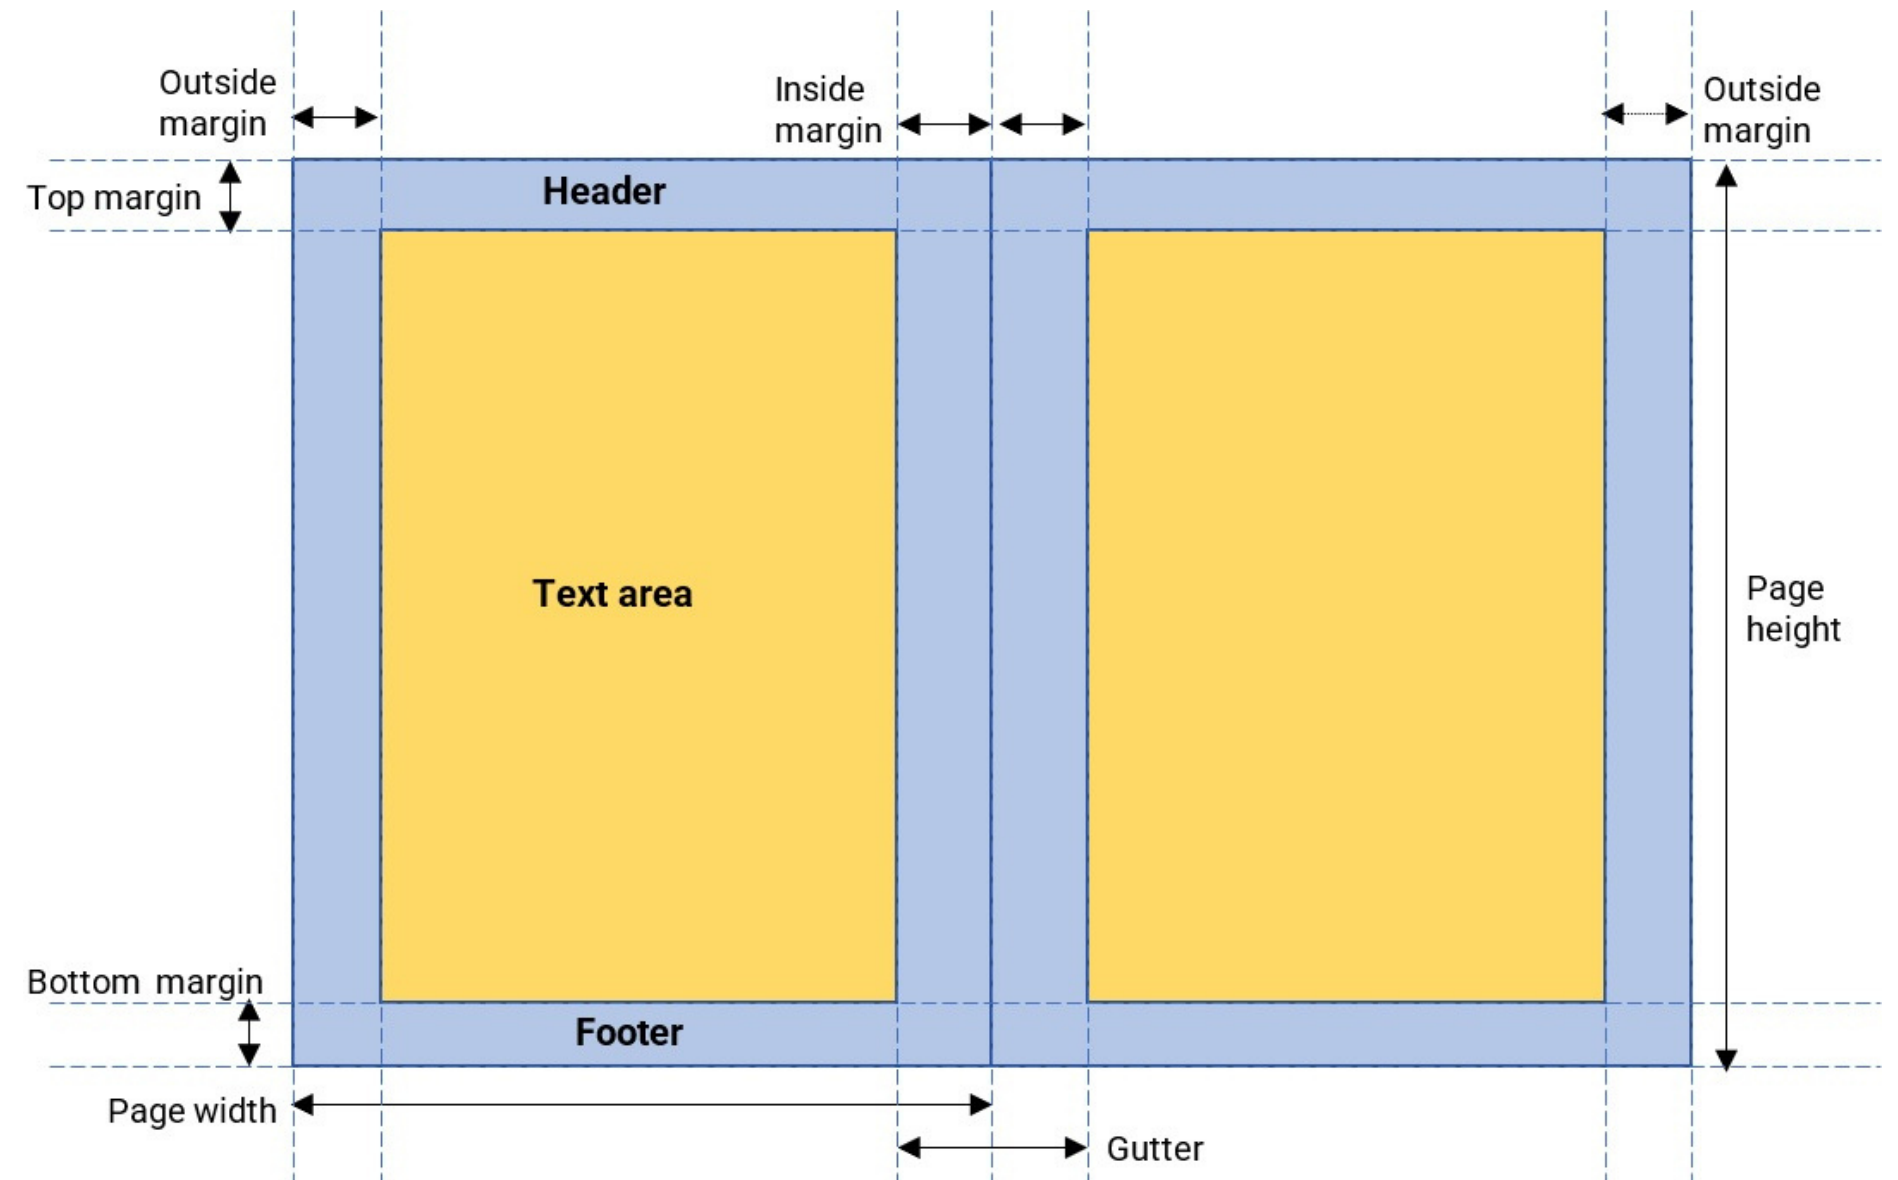 Outside
margin
Inside
margin
Outside
margin
Top margin
Header
Text area
Page
height
Bottom margin
Footer
Page width
Gutter